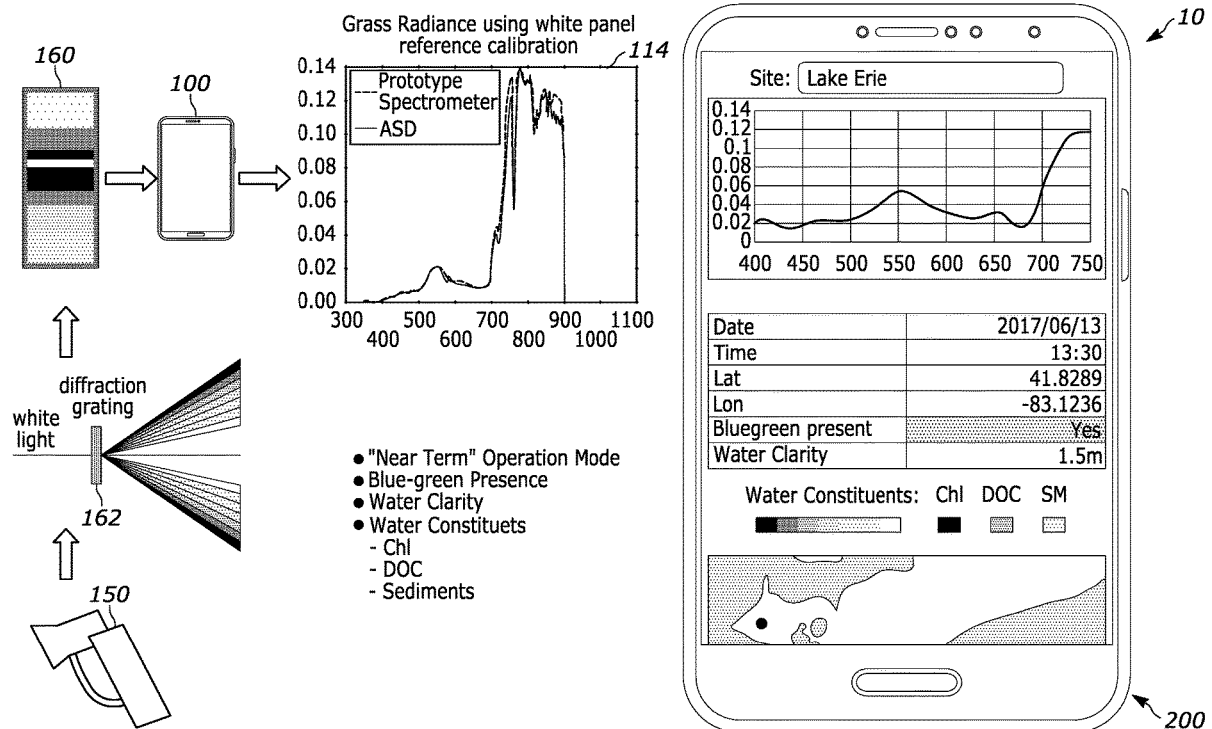 160
100
Grass Radiance using white panel
reference calibration
114
0.14
0.12
0.10
0.08
0.06
0.04
0.02
0.00
Prototype
Spectrometer
ASD
300 500 700 900 1100
400 600 800 1000
diffraction
grating
white
light
162
150
● "Near Term" Operation Mode
● Blue-green Presence
● Water Clarity
● Water Constituets
- Chl
- DOC
- Sediments
10
Site: Lake Erie
0.14
0.12
0.1
0.08
0.06
0.04
0.02
0
400 450 500 550 600 650 700 750
Date 2017/06/13
Time 13:30
Lat 41.8289
Lon -83.1236
Bluegreen present Yes
Water Clarity 1.5m
Water Constituents: Chl DOC SM
200